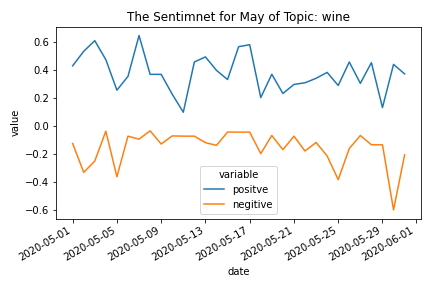 The Sentimnet for May of Topic: wine
value
0.6
0.4
0.2
0.0
−0.2
−0.4
−0.6
variable
positve
negitive
2020-05-01
2020-05-05
2020-05-09
2020-05-13
2020-05-17
2020-05-21
2020-05-25
2020-05-29
2020-06-01
date